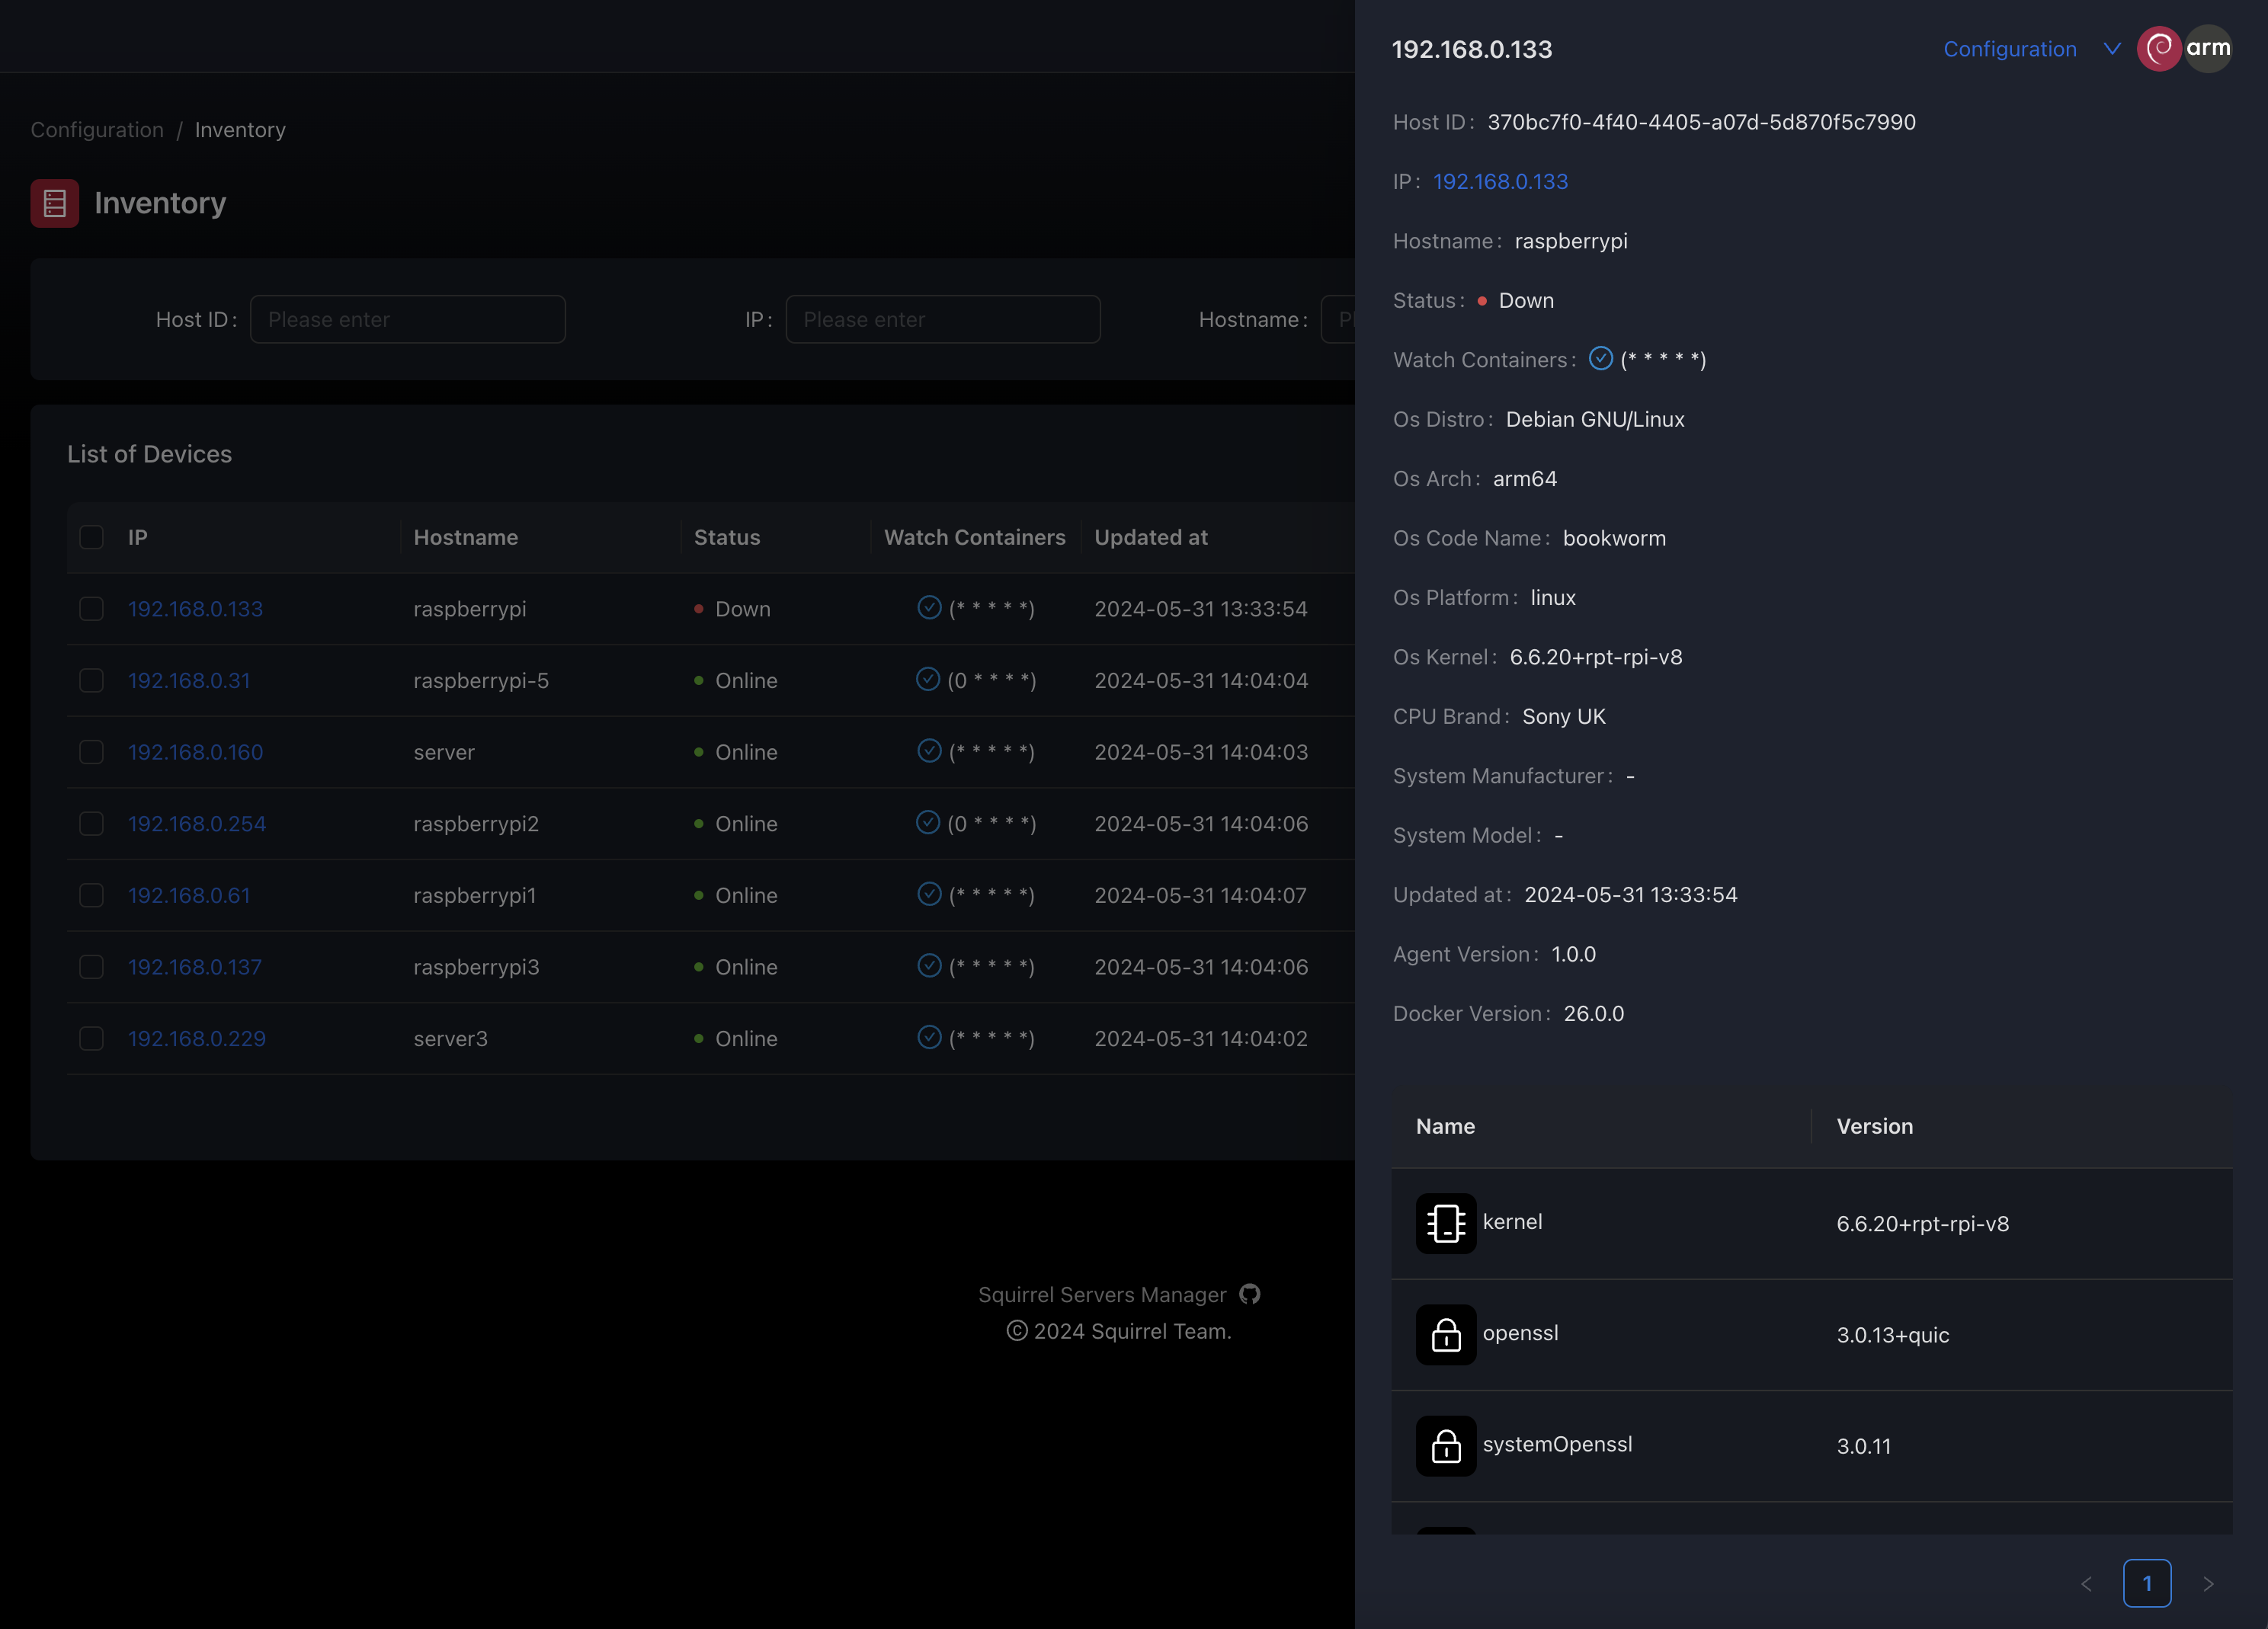 Configuration / Inventory
Inventory
Host ID: Please enter
IP: Please enter
Hostname:
List of Devices
IP Hostname Status Watch Containers Updated at
192.168.0.133 raspberrypi Down (* * * * *) 2024-05-31 13:33:54
192.168.0.31 raspberrypi-5 Online (0 * * * *) 2024-05-31 14:04:04
192.168.0.160 server Online (* * * * *) 2024-05-31 14:04:03
192.168.0.254 raspberrypi2 Online (0 * * * *) 2024-05-31 14:04:06
192.168.0.61 raspberrypi1 Online (* * * * *) 2024-05-31 14:04:07
192.168.0.137 raspberrypi3 Online (* * * * *) 2024-05-31 14:04:06
192.168.0.229 server3 Online (* * * * *) 2024-05-31 14:04:02
Squirrel Servers Manager
© 2024 Squirrel Team.
192.168.0.133 Configuration arm
Host ID: 370bc7f0-4f40-4405-a07d-5d870f5c7990
IP: 192.168.0.133
Hostname: raspberrypi
Status: Down
Watch Containers: (* * * * *)
Os Distro: Debian GNU/Linux
Os Arch: arm64
Os Code Name: bookworm
Os Platform: linux
Os Kernel: 6.6.20+rpt-rpi-v8
CPU Brand: Sony UK
System Manufacturer: -
System Model: -
Updated at: 2024-05-31 13:33:54
Agent Version: 1.0.0
Docker Version: 26.0.0
Name Version
kernel 6.6.20+rpt-rpi-v8
openssl 3.0.13+quic
systemOpenssl 3.0.11
< 1 >